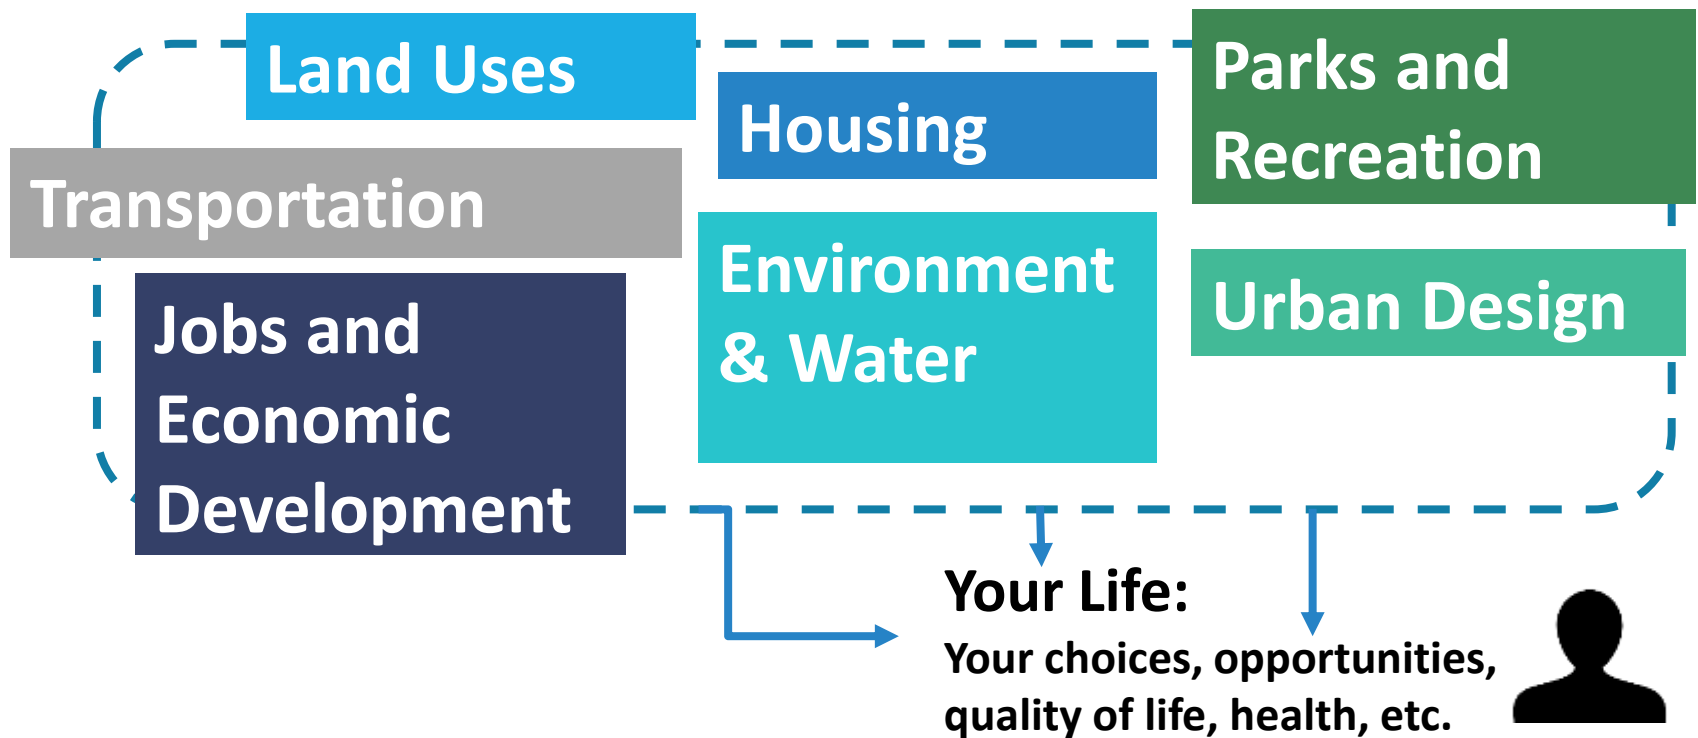 Land Uses
Housing
Parks and
Recreation
Transportation
Environment
& Water
Urban Design
Jobs and
Economic
Development
Your Life:
Your choices, opportunities,
quality of life, health, etc.